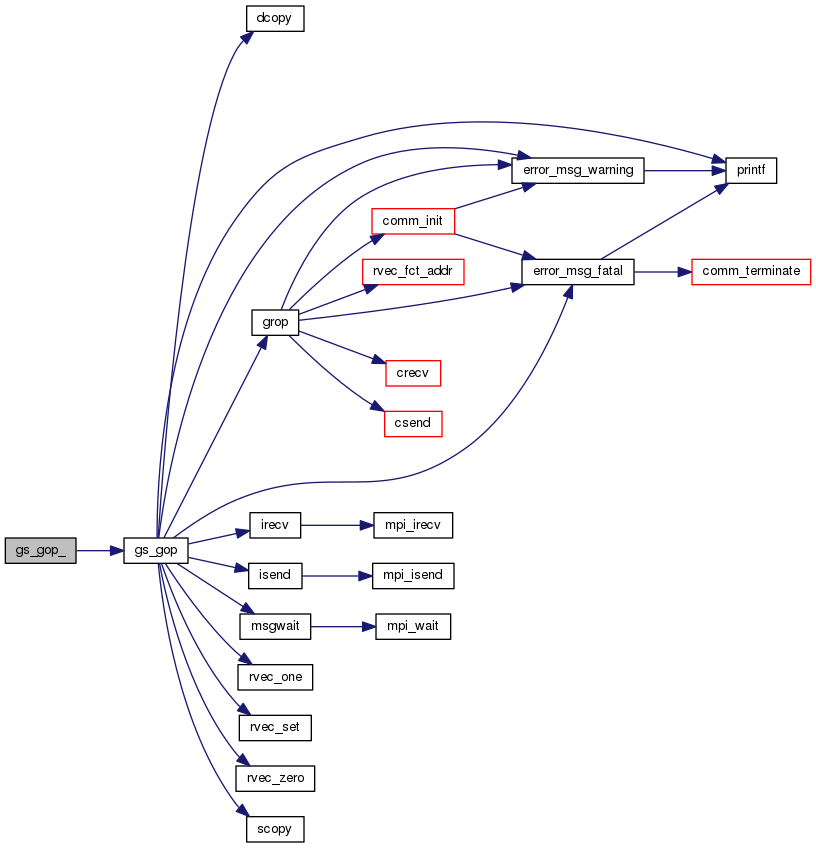 dcopy
printf
error_msg_warning
comm_init
rvec_fct_addr
error_msg_fatal
comm_terminate
grop
crecv
csend
gs_gop_
gs_gop
irecv
mpi_irecv
isend
mpi_isend
msgwait
mpi_wait
rvec_one
rvec_set
rvec_zero
scopy